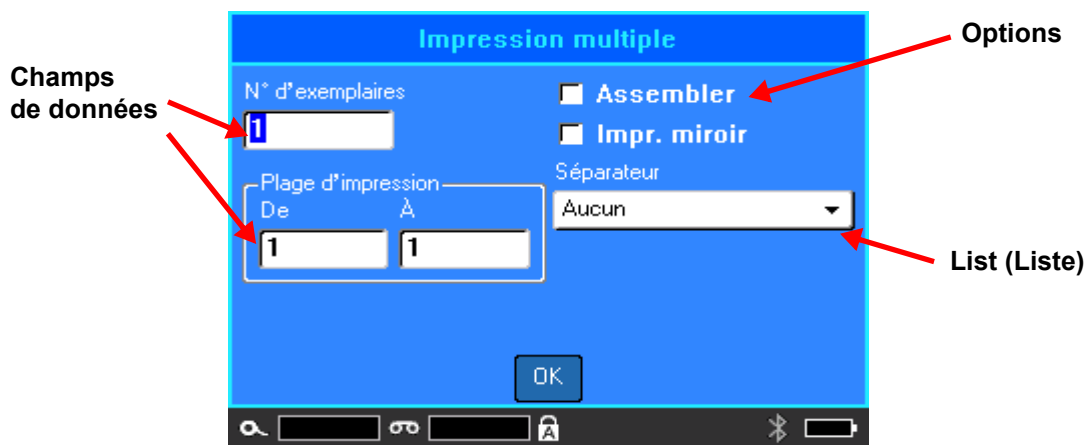 Impression multiple
Options
Champs
de données
N° d'exemplaires
1
Assembler
Impr. miroir
Plage d'impression
De
À
1
1
Séparateur
Aucun
List (Liste)
OK
A